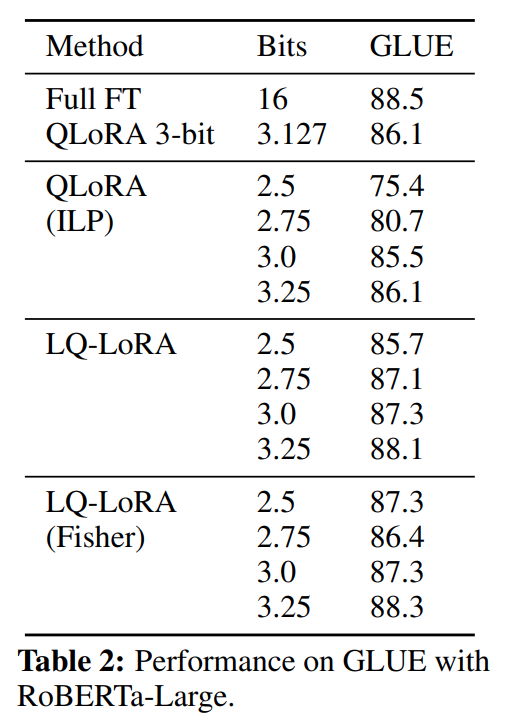 Method Bits GLUE
Full FT 16 88.5
QLoRA 3-bit 3.127 86.1
QLoRA 2.5 75.4
(ILP) 2.75 80.7
3.0 85.5
3.25 86.1
LQ-LoRA 2.5 85.7
2.75 87.1
3.0 87.3
3.25 88.1
LQ-LoRA 2.5 87.3
(Fisher) 2.75 86.4
3.0 87.3
3.25 88.3
Table 2: Performance on GLUE with
RoBERTa-Large.